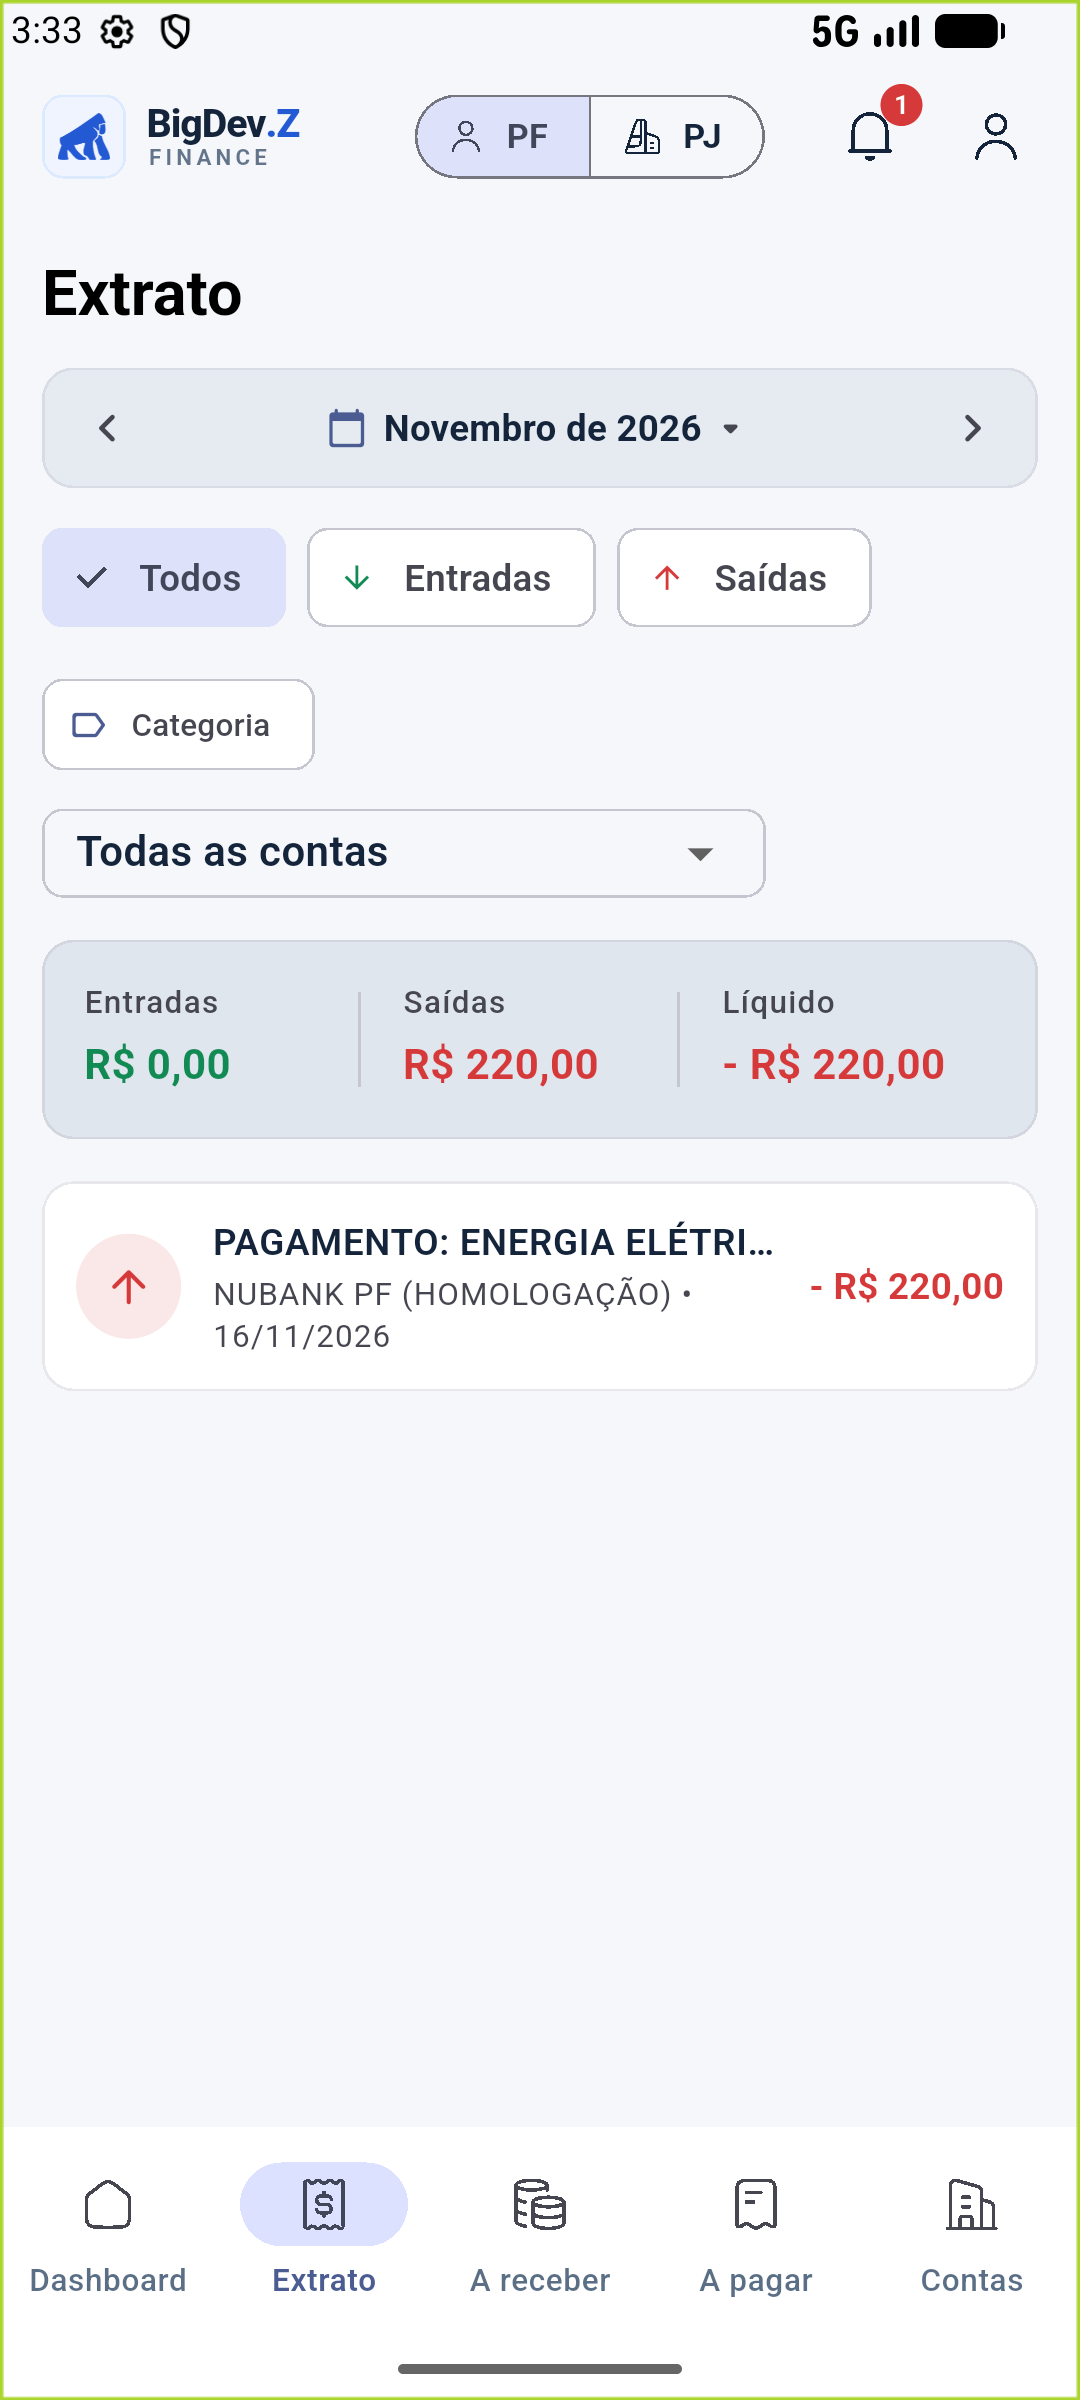 3:33
5G
BigDev.Z
FINANCE
PF
PJ
1
Extrato
Novembro de 2026
Todos
Entradas
Saídas
Categoria
Todas as contas
Entradas
Saídas
Líquido
R$ 0,00
R$ 220,00
- R$ 220,00
PAGAMENTO: ENERGIA ELÉTRI...
NUBANK PF (HOMOLOGAÇÃO) •
16/11/2026
- R$ 220,00
Dashboard
Extrato
A receber
A pagar
Contas